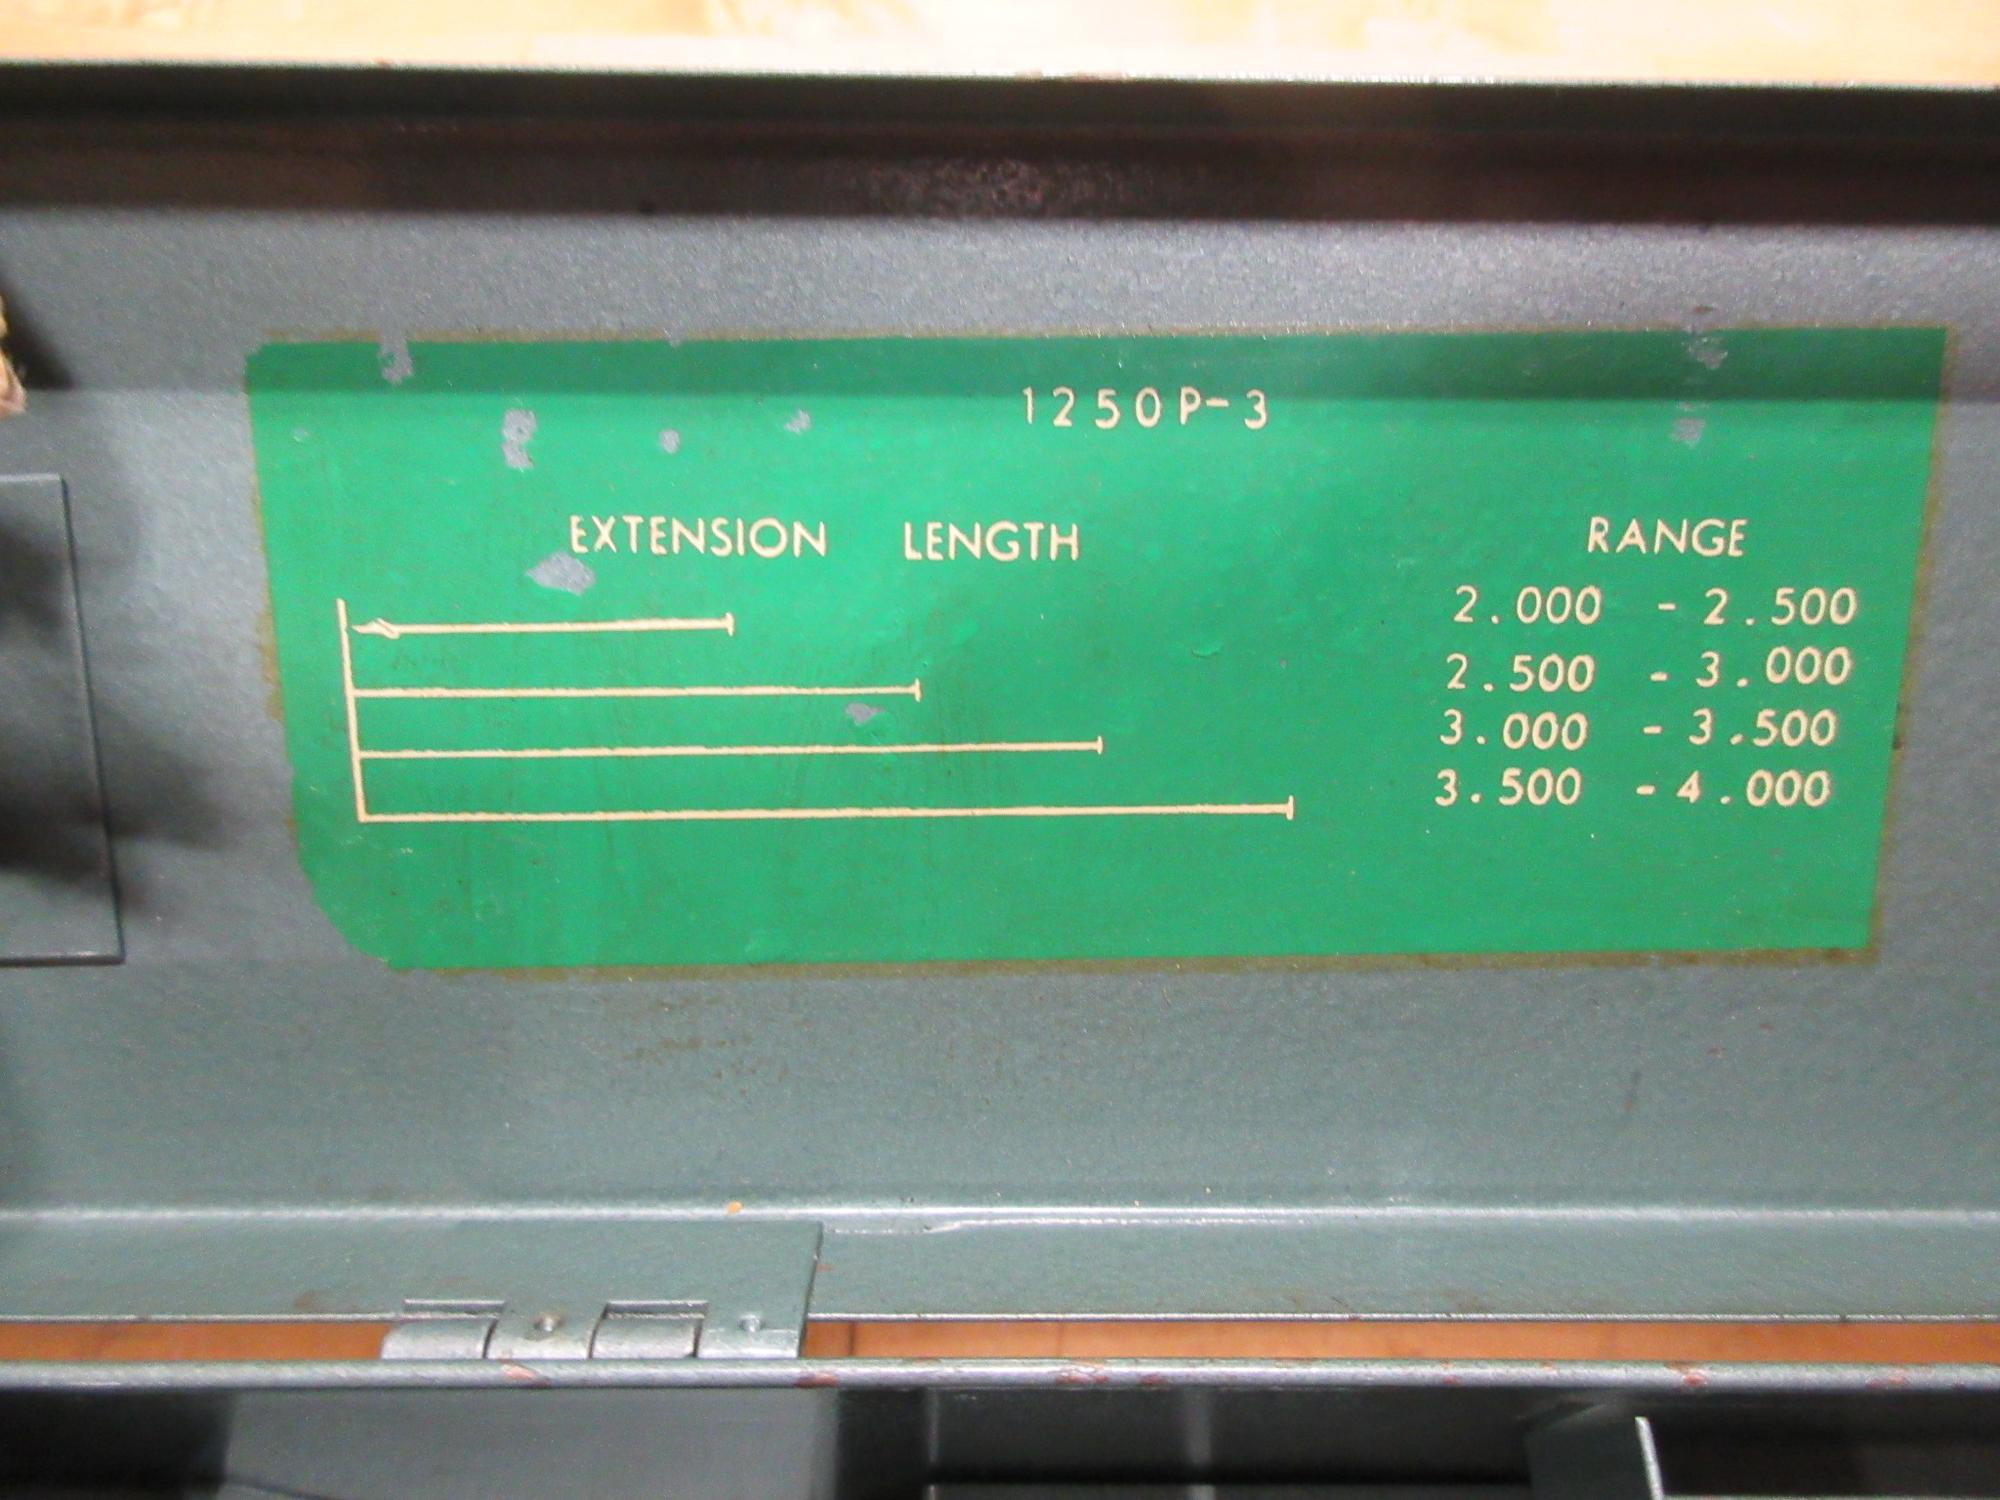 1250P-3
EXTENSION LENGTH RANGE
2.000 - 2.500
2.500 - 3.000
3.000 - 3.500
3.500 - 4.000